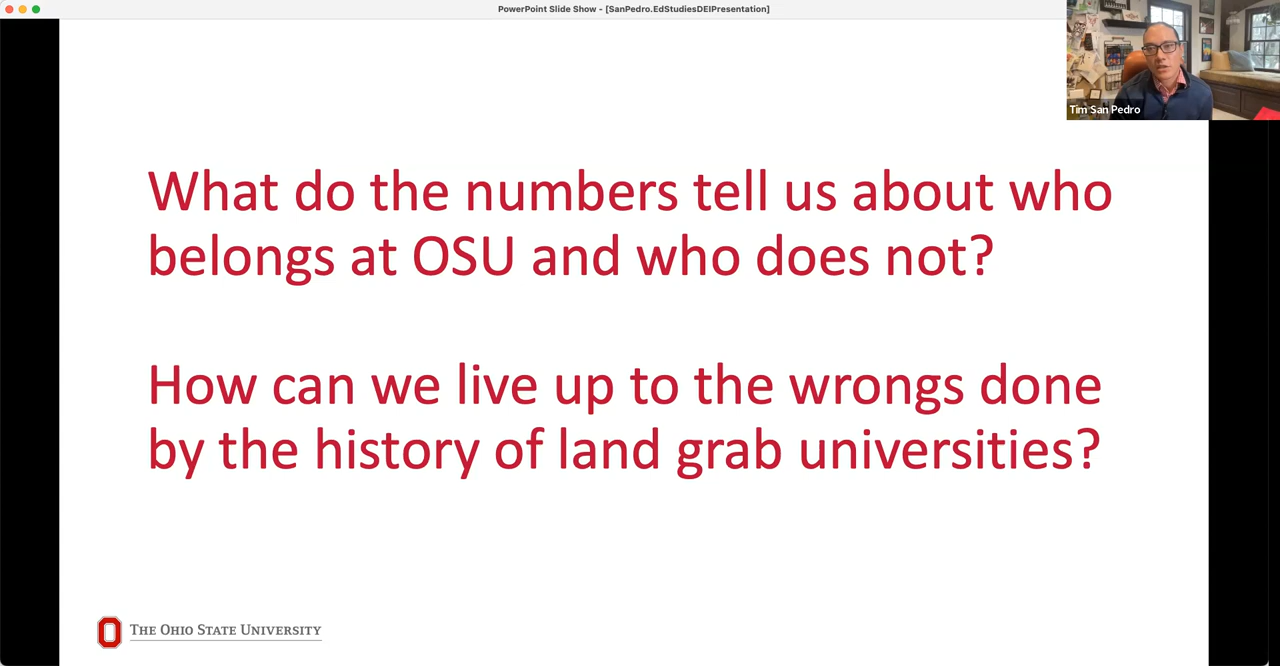 PowerPoint Slide Show - [SanPedro.EdStudiesDEIPresentation]
Tim San Pedro
What do the numbers tell us about who
belongs at OSU and who does not?
How can we live up to the wrongs done
by the history of land grab universities?
THE OHIO STATE UNIVERSITY